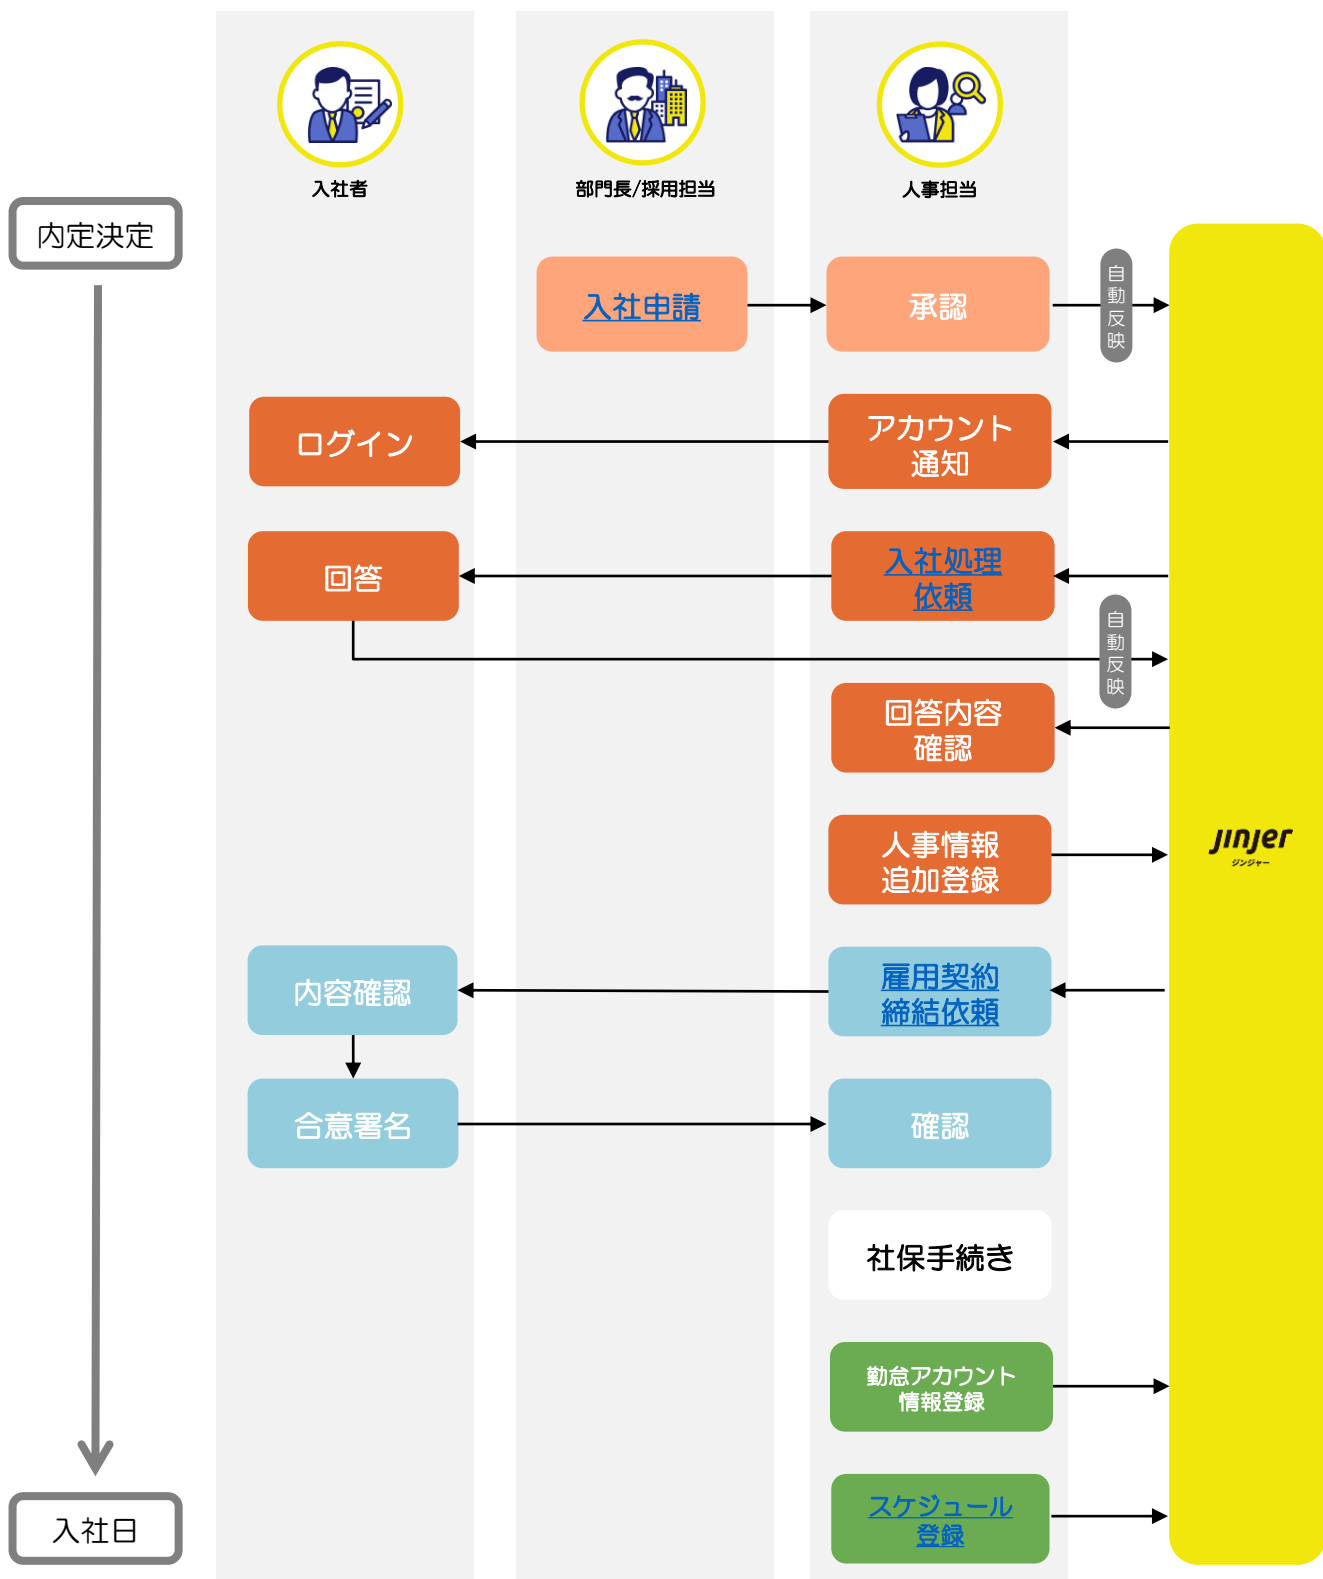 入社者
部門長/採用担当
人事担当
内定決定
入社申請
承認
自動反映
ログイン
アカウント
通知
回答
入社処理
依頼
自動反映
回答内容
確認
人事情報
追加登録
jinjer
ジンジャー
内容確認
雇用契約
締結依頼
合意署名
確認
社保手続き
勤怠アカウント
情報登録
スケジュール
登録
入社日